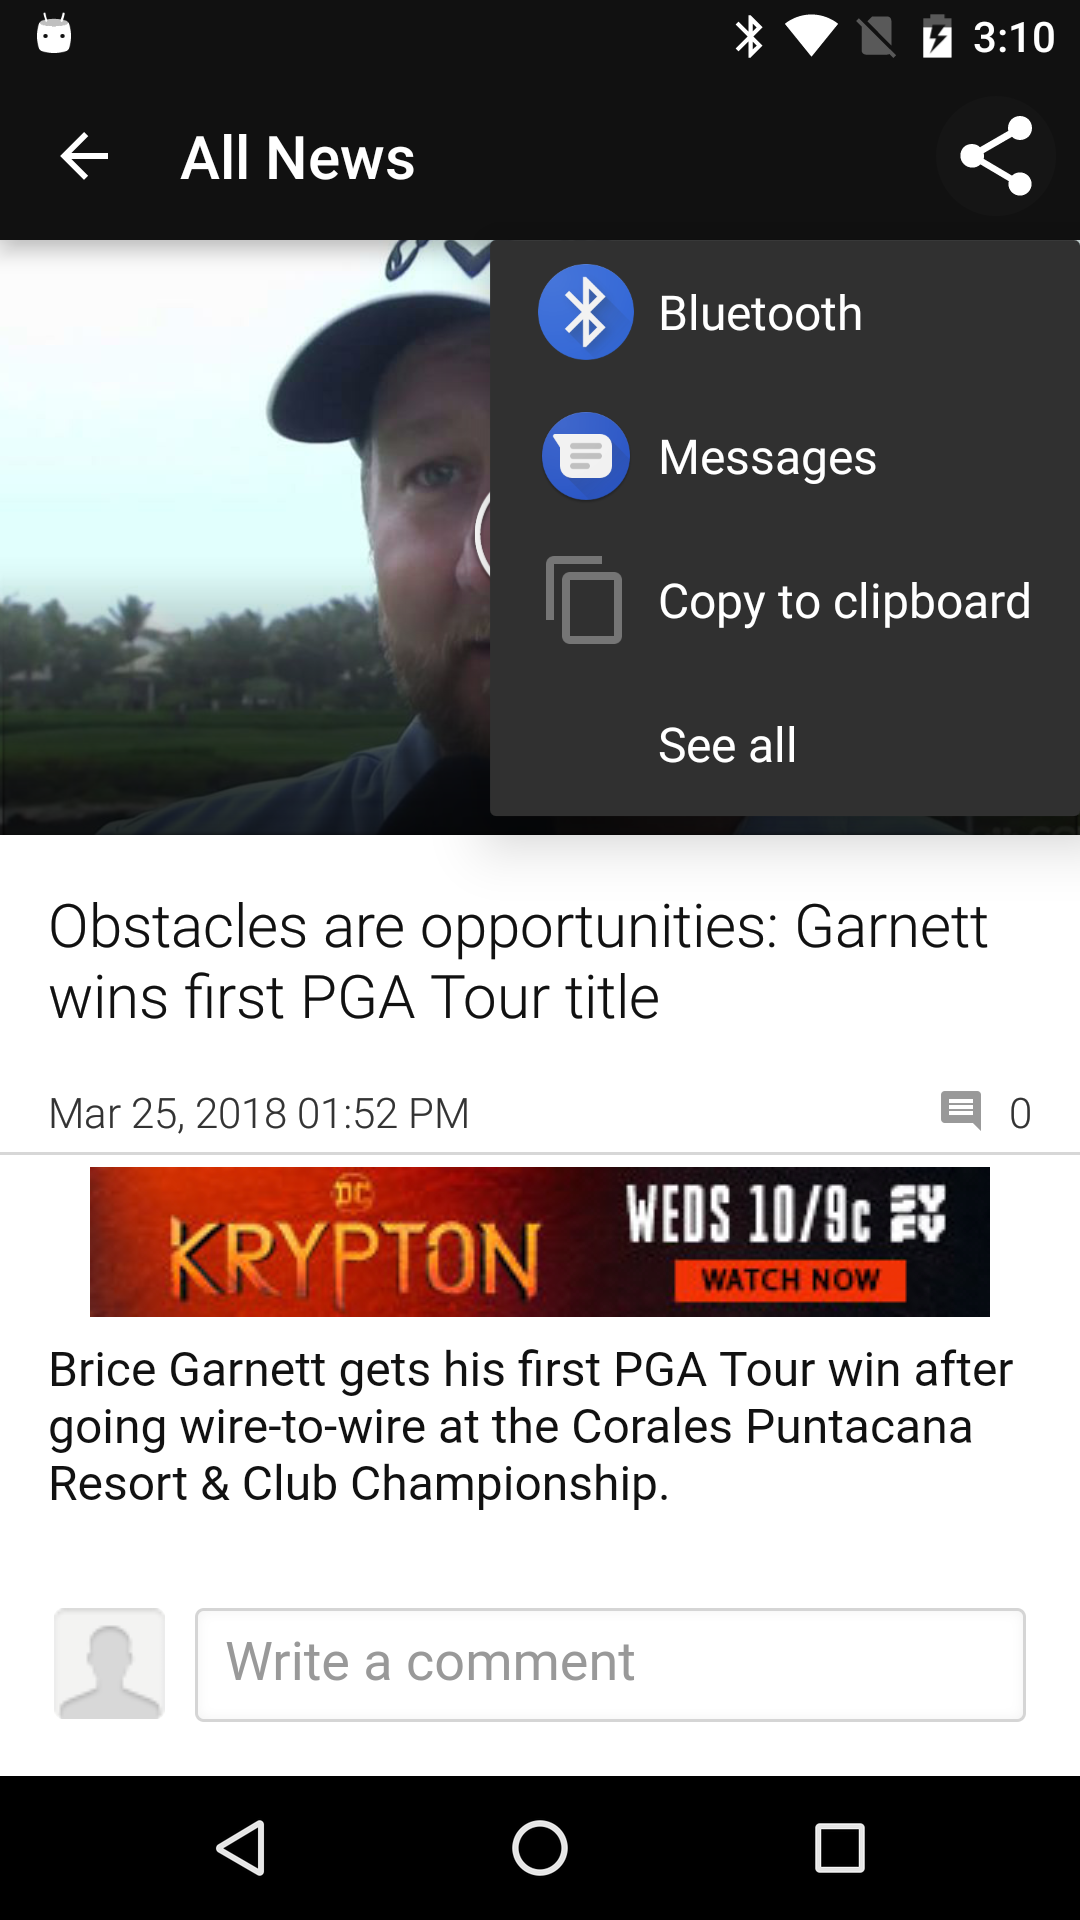 3:10
All News
Bluetooth
Messages
Copy to clipboard
See all
Obstacles are opportunities: Garnett
wins first PGA Tour title
Mar 25, 2018 01:52 PM
0
DC
KRYPTON
WEDS 10/9c SYFY
WATCH NOW
Brice Garnett gets his first PGA Tour win after
going wire-to-wire at the Corales Puntacana
Resort & Club Championship.
Write a comment